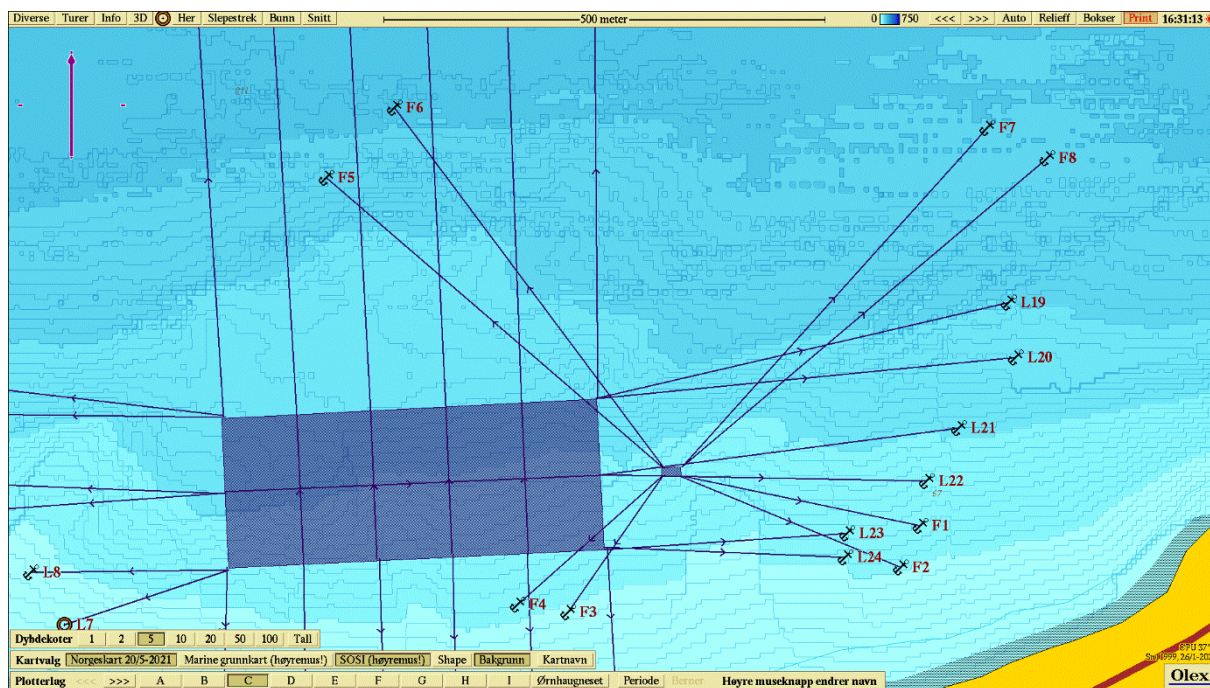 Diverse Turer Info 3D Her Slepestrek Bunn Snitt 500 meter 0 750 <<< >>> Auto Relieff Bokser Print 16:31:13
F6
F7
F8
F5
L19
L20
L21
L22
67
F1
L23
L24
F2
L8
F4
F3
L7
Dybdekoter 1 2 5 10 20 50 100 Tall
Kartvalg Norgeskart 20/5-2021 Marine grunnkart (høyremus!) SOSI (høyremus!) Shape Bakgrunn Kartnavn
Plotterlag <<< >>> A B C D E F G H I Ørnhaugneset Periode Berner Høyre museknapp endrer navn
Olex